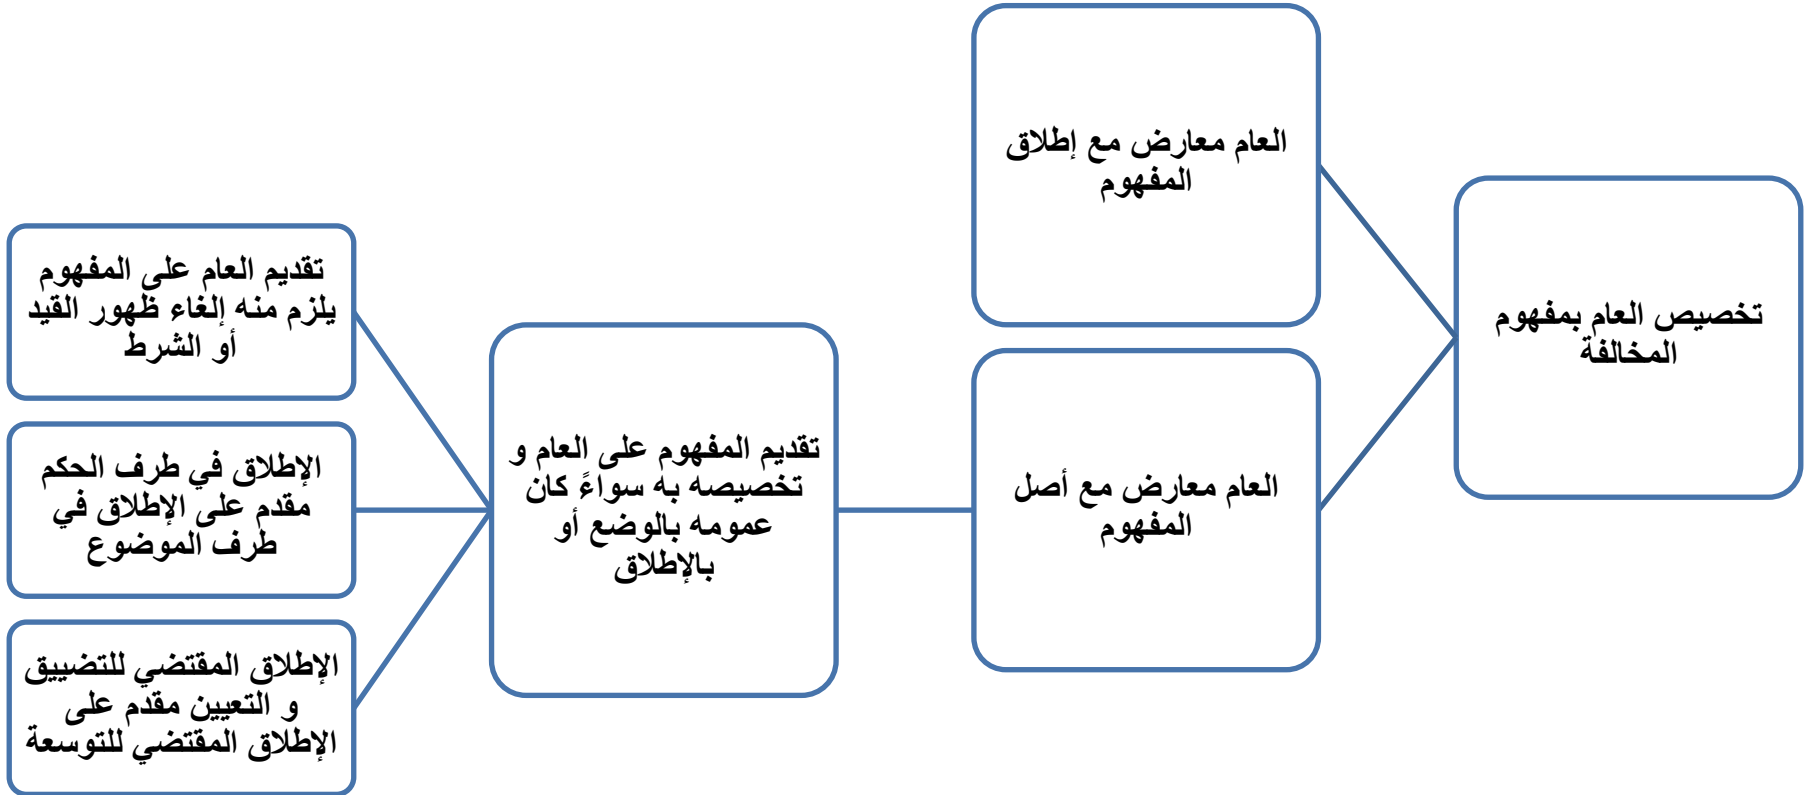 تخصيص العام بمفهوم
المخالفة
العام معارض مع إطلاق
المفهوم
العام معارض مع أصل
المفهوم
تقديم المفهوم على العام و
تخصيصه به سواءً كان
عمومه بالوضع أو
بالإطلاق
تقديم العام على المفهوم
يلزم منه إلغاء ظهور القيد
أو الشرط
الإطلاق في طرف الحكم
مقدم على الإطلاق في
طرف الموضوع
الإطلاق المقتضي للتضييق
و التعيين مقدم على
الإطلاق المقتضي للتوسعة